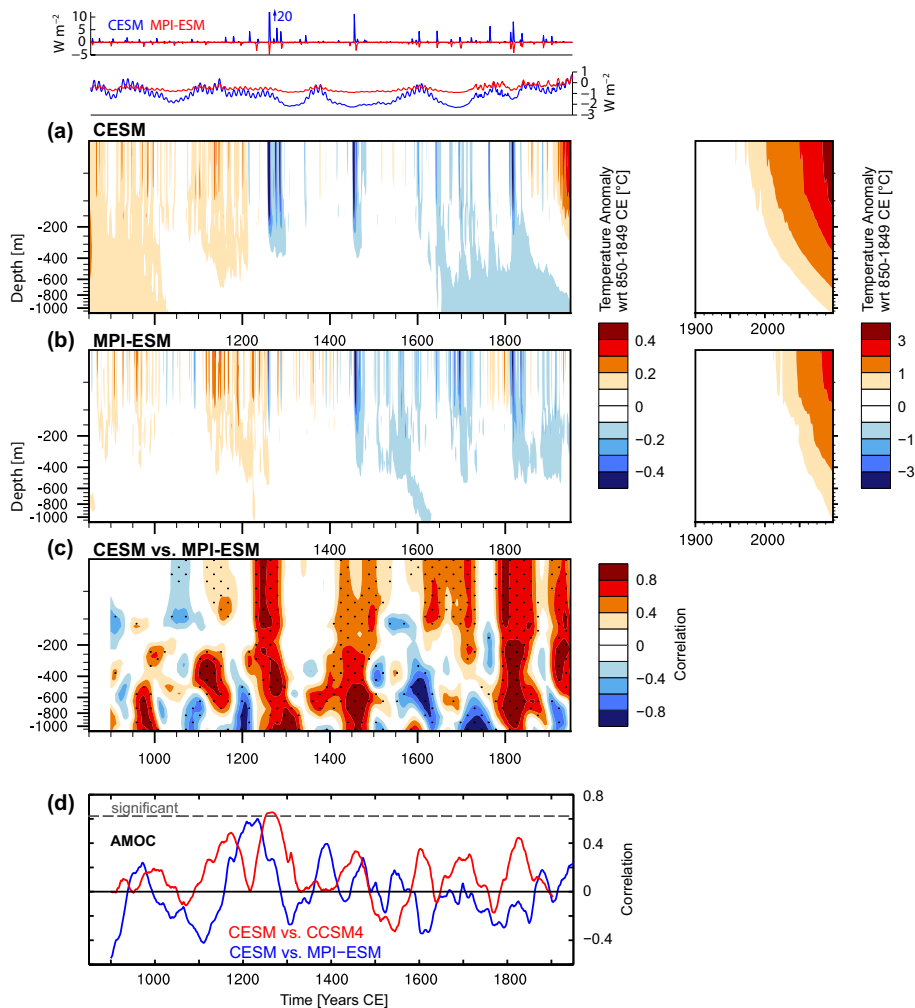 CESM MPI-ESM
20
10
5
0
−5
W m−2
1
0
−1
−2
−3
W m−2
(a) CESM
Depth [m]
-200
-400
-600
-800
-1000
1200 1400 1600 1800
1900 2000
Temperature Anomaly
wrt 850-1849 CE [°C]
0.4
0.2
0
−0.2
−0.4
Temperature Anomaly
wrt 850-1849 CE [°C]
3
1
0
−1
−3
(b) MPI-ESM
Depth [m]
-200
-400
-600
-800
-1000
1000 1200 1400 1600 1800
1900 2000
(c) CESM vs. MPI-ESM
-200
-400
-600
-800
-1000
1000 1200 1400 1600 1800
0.8
0.4
0
−0.4
−0.8
Correlation
(d)
significant
AMOC
0.8
0.4
0
−0.4
Correlation
CESM vs. CCSM4
CESM vs. MPI−ESM
1000 1200 1400 1600 1800
Time [Years CE]